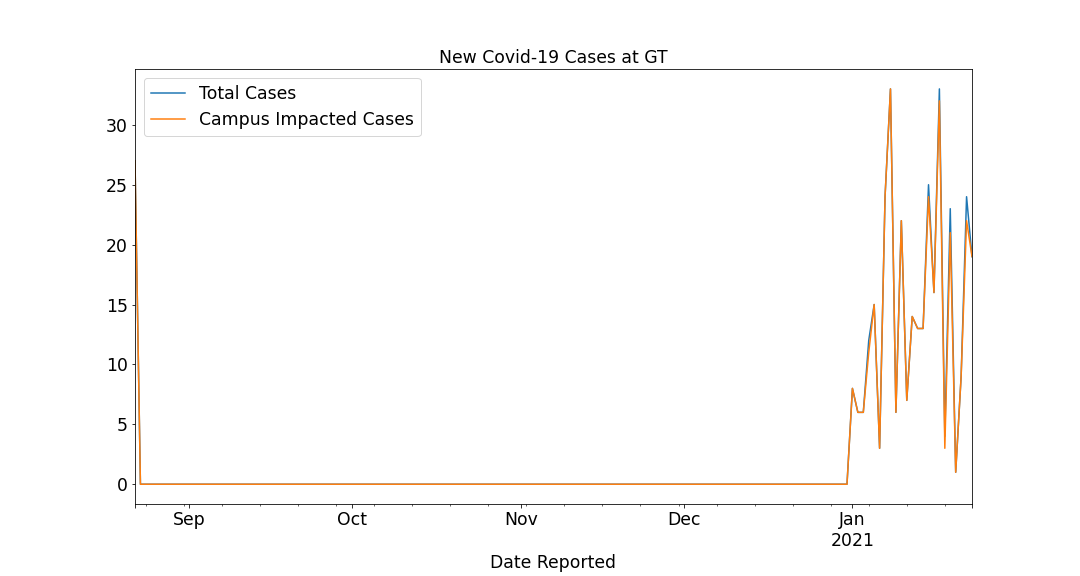 New Covid-19 Cases at GT
Total Cases
Campus Impacted Cases
30
25
20
15
10
5
0
Sep Oct Nov Dec Jan
2021
Date Reported